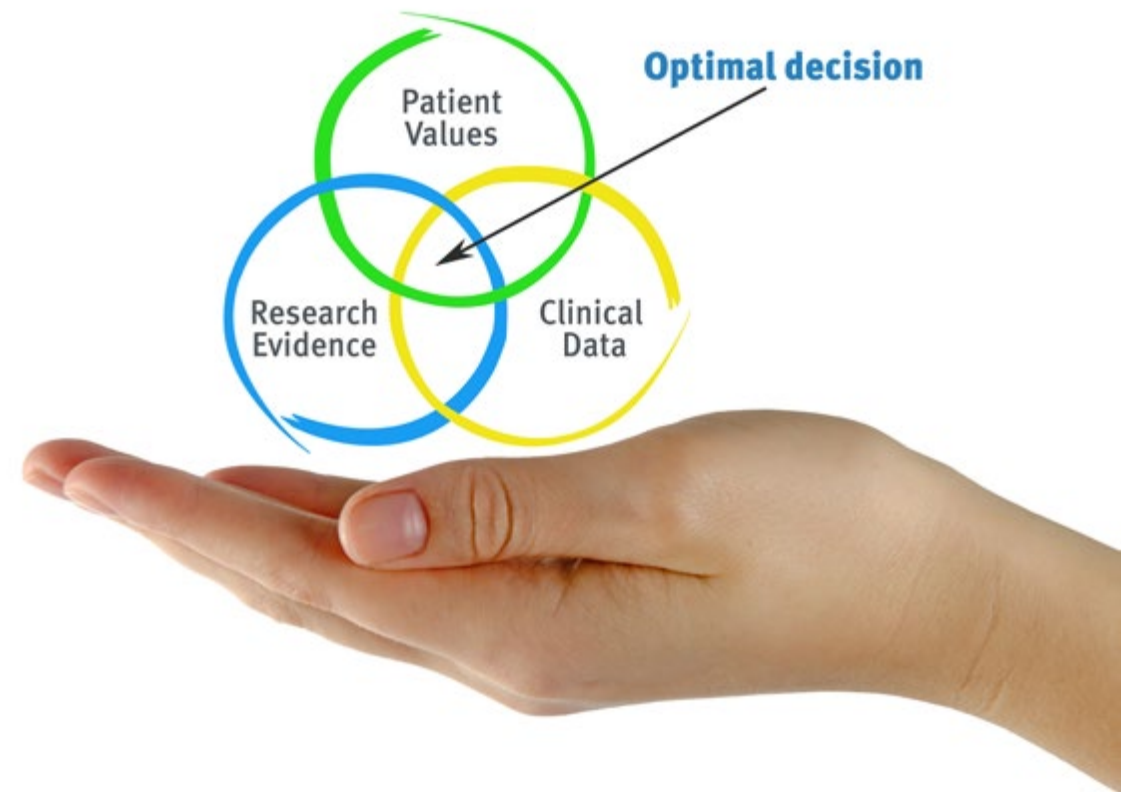 Optimal decision
Patient
Values
Research
Evidence
Clinical
Data